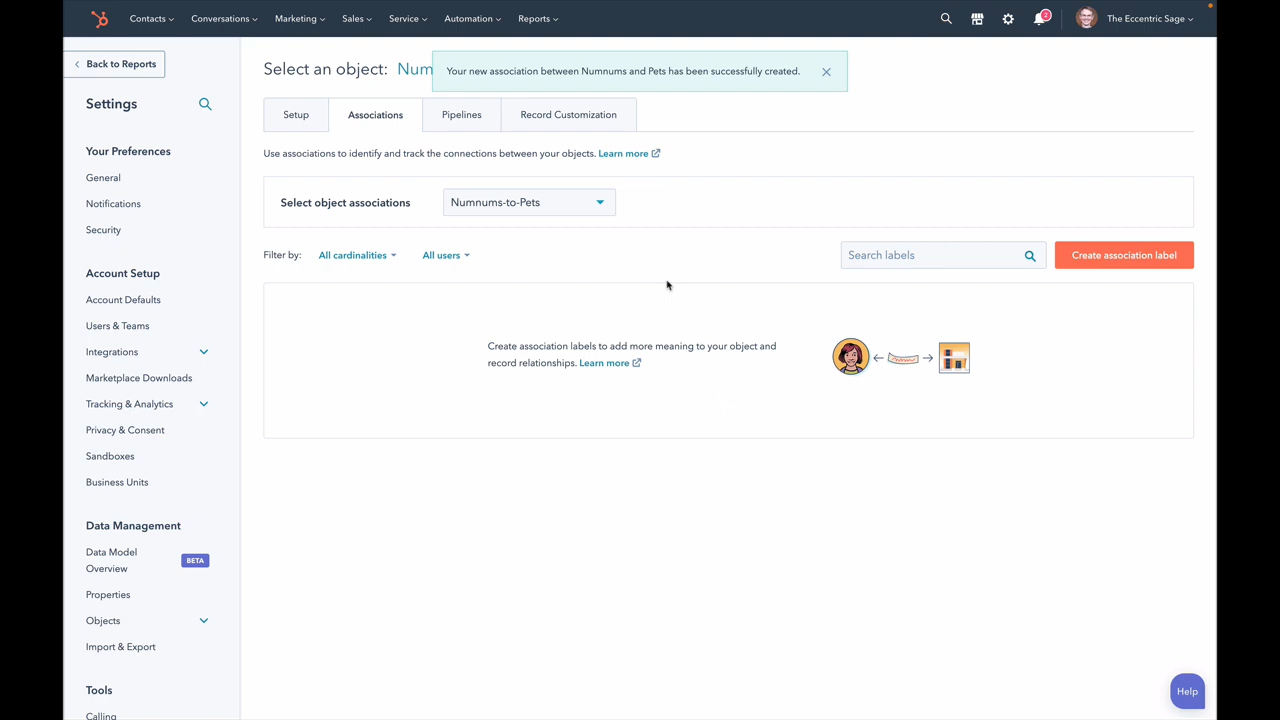 Contacts
Conversations
Marketing
Sales
Service
Automation
Reports
2
The Eccentric Sage
Back to Reports
Settings
Your Preferences
General
Notifications
Security
Account Setup
Account Defaults
Users & Teams
Integrations
Marketplace Downloads
Tracking & Analytics
Privacy & Consent
Sandboxes
Business Units
Data Management
Data Model
Overview
BETA
Properties
Objects
Import & Export
Tools
Calling
Select an object: Num
Your new association between Numnums and Pets has been successfully created.
Setup
Associations
Pipelines
Record Customization
Use associations to identify and track the connections between your objects. Learn more
Select object associations
Numnums-to-Pets
Filter by:
All cardinalities
All users
Search labels
Create association label
Create association labels to add more meaning to your object and
record relationships. Learn more
Help